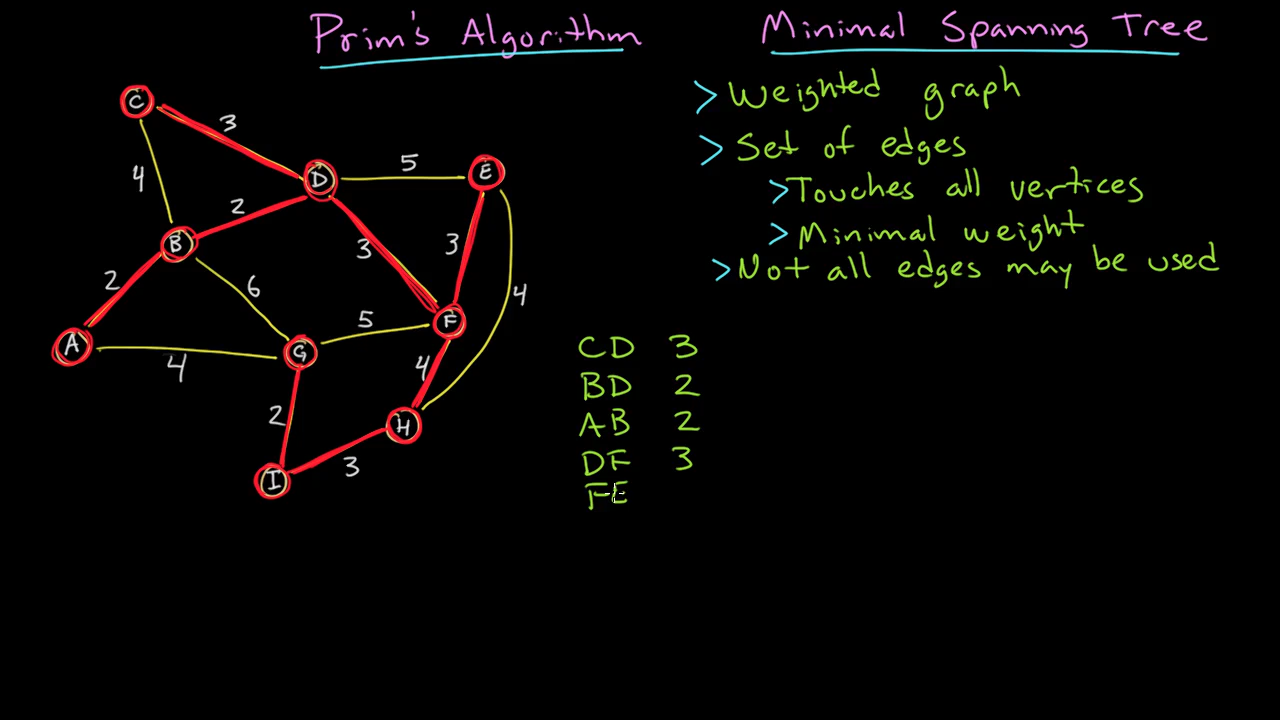 Prim's Algorithm
Minimal Spanning Tree
> Weighted graph
> Set of edges
> Touches all vertices
> Minimal weight
> Not all edges may be used
C
3
D
5
E
4
2
B
3
3
2
6
4
A
4
G
5
F
4
2
H
I
3
CD 3
BD 2
AB 2
DF 3
FE